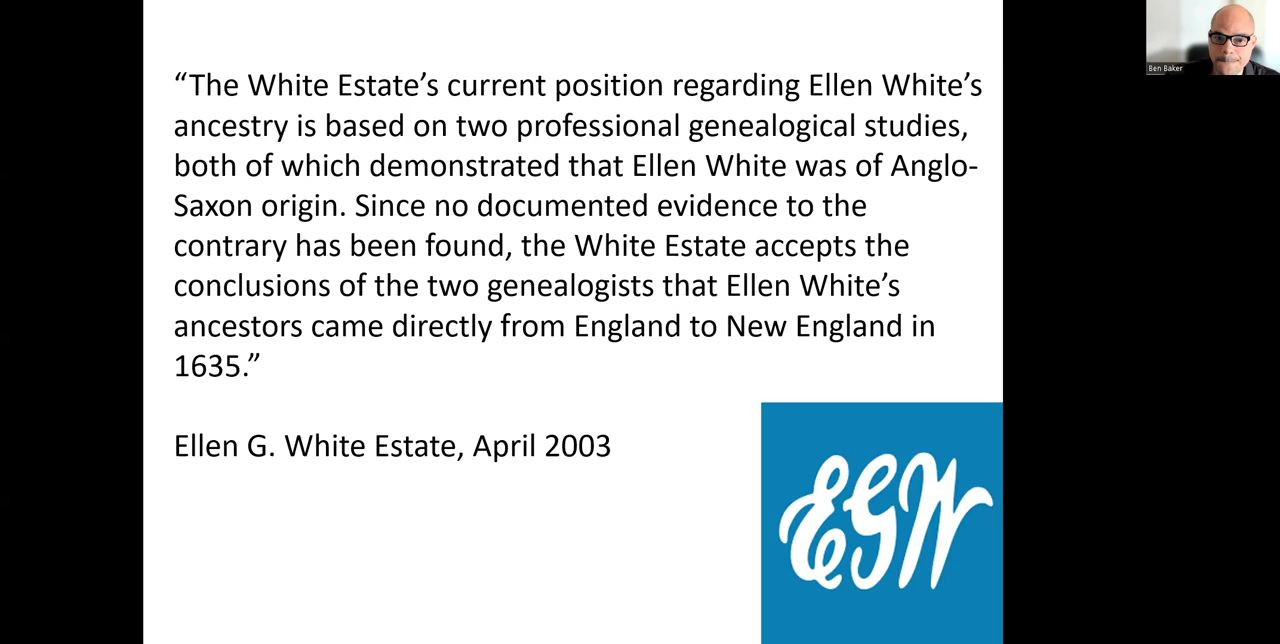 “The White Estate’s current position regarding Ellen White’s
ancestry is based on two professional genealogical studies,
both of which demonstrated that Ellen White was of Anglo-
Saxon origin. Since no documented evidence to the
contrary has been found, the White Estate accepts the
conclusions of the two genealogists that Ellen White’s
ancestors came directly from England to New England in
1635.”
Ellen G. White Estate, April 2003
EGW
Ben Baker